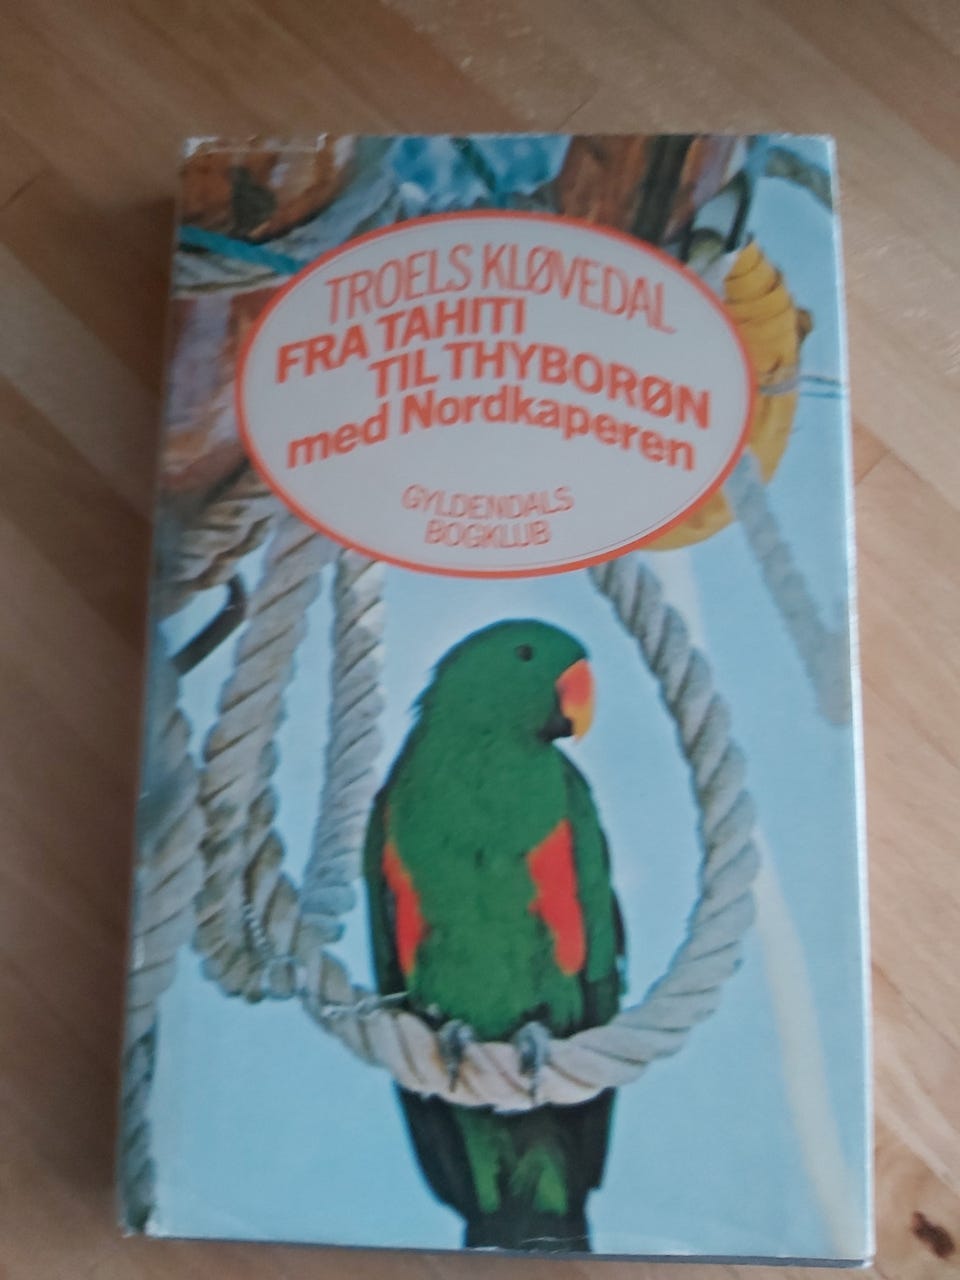 TROELS KLØVEDAL
FRA TAHITI
TIL THYBORØN
med Nordkaperen
GYLDENDALS
BOGKLUB